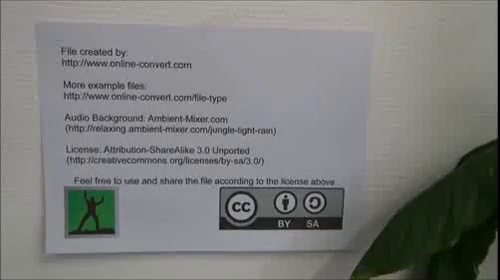 File created by:
http://www.online-convert.com
More example files:
http://www.online-convert.com/file-type
Audio Background: Ambient-Mixer.com
(http://relaxing.ambient-mixer.com/jungle-light-rain)
License: Attribution-ShareAlike 3.0 Unported
(http://creativecommons.org/licenses/by-sa/3.0/)
Feel free to use and share the file according to the license above.
cc
BY SA